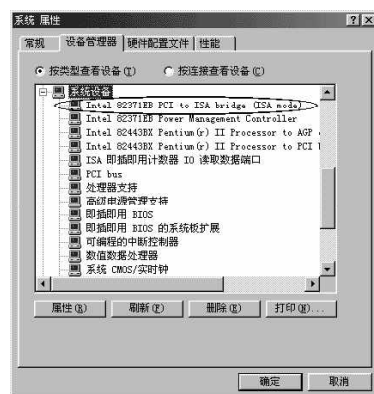 系统 属性
常规 设备管理器 硬件配置文件 性能
按类型查看设备(T) 按连接查看设备(C)
系统设备
Intel 82371EB PCI to ISA bridge (ISA mode)
Intel 82371EB Power Management Controller
Intel 82443BX Pentium(r) II Processor to AGP
Intel 82443BX Pentium(r) II Processor to PCI
ISA 即插即用计数器 IO 读取数据端口
PCI bus
处理器支持
高级电源管理支持
即插即用 BIOS
即插即用 BIOS 的系统板扩展
可编程的中断控制器
数值数据处理器
系统 CMOS/实时钟
属性(R) 刷新(F) 删除(E) 打印(N)...
确定 取消